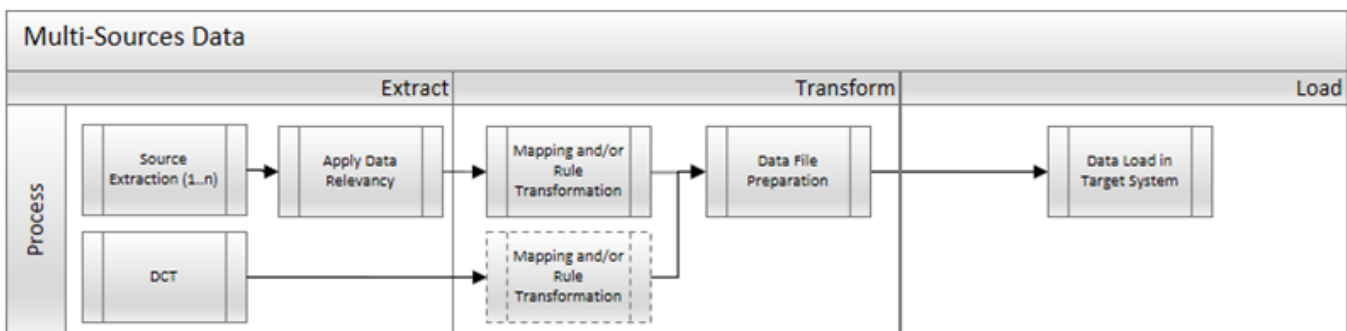 Multi-Sources Data
Extract
Transform
Load
Process
Source
Extraction (1..n)
Apply Data
Relevancy
Mapping and/or
Rule
Transformation
Data File
Preparation
Data Load in
Target System
DCT
Mapping and/or
Rule
Transformation